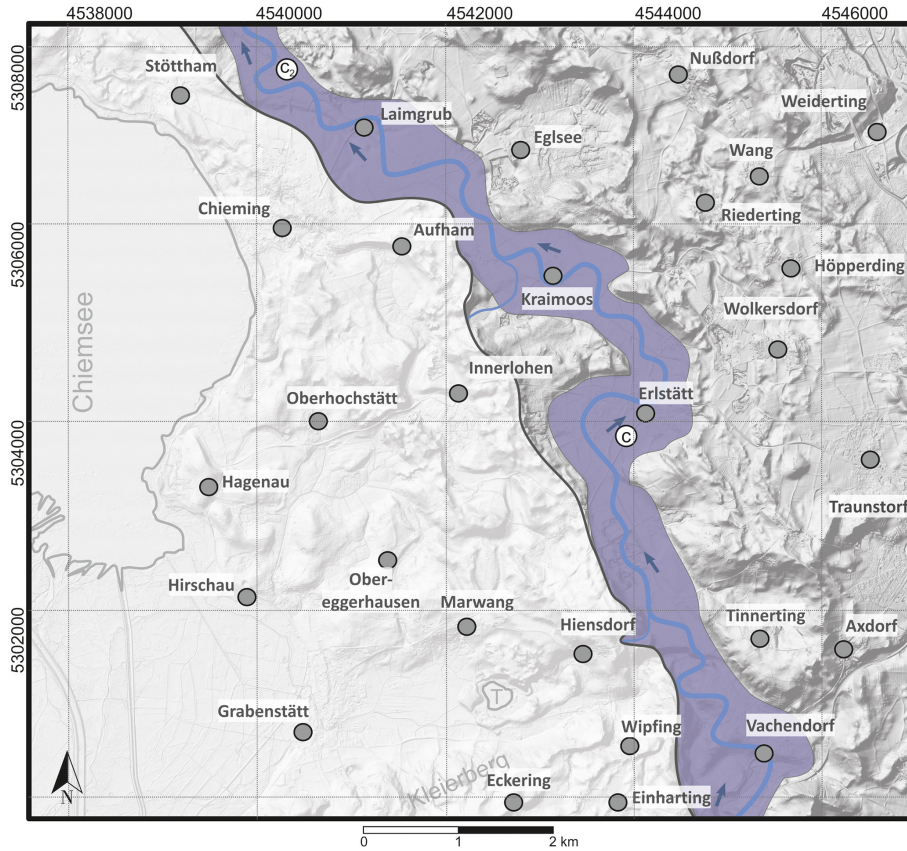 4538000
4540000
4542000
4544000
4546000
5308000
5306000
5304000
5302000
Stöttham
C₂
Nußdorf
Laimgrub
Weiderting
Eglsee
Wang
Chieming
Riederting
Aufham
Höpperding
Kraimoos
Wolkersdorf
Chiemsee
Innerlohen
Oberhochstätt
Erlstätt
C
Hagenau
Traunstorf
Hirschau
Ober-
eggerhausen
Marwang
Hiensdorf
Tinnerting
Axdorf
T
Grabenstätt
Wipfing
Vachendorf
Kleierberg
Eckering
Einharting
N
0 1 2 km